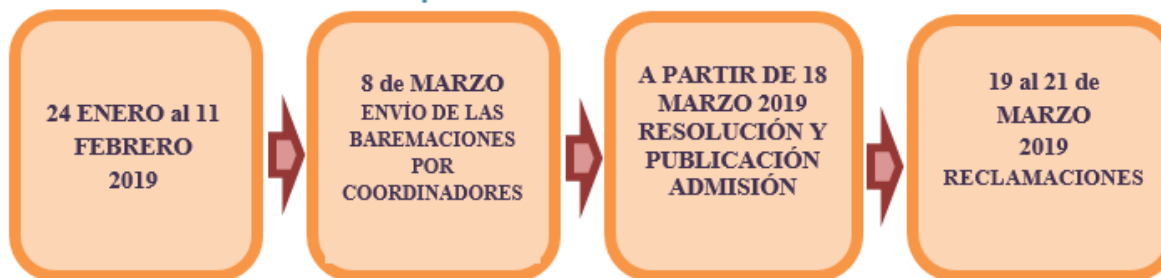 24 ENERO al 11
FEBRERO
2019
8 de MARZO
ENVÍO DE LAS
BAREMACIONES
POR
COORDINADORES
A PARTIR DE 18
MARZO 2019
RESOLUCIÓN Y
PUBLICACIÓN
ADMISIÓN
19 al 21 de
MARZO
2019
RECLAMACIONES